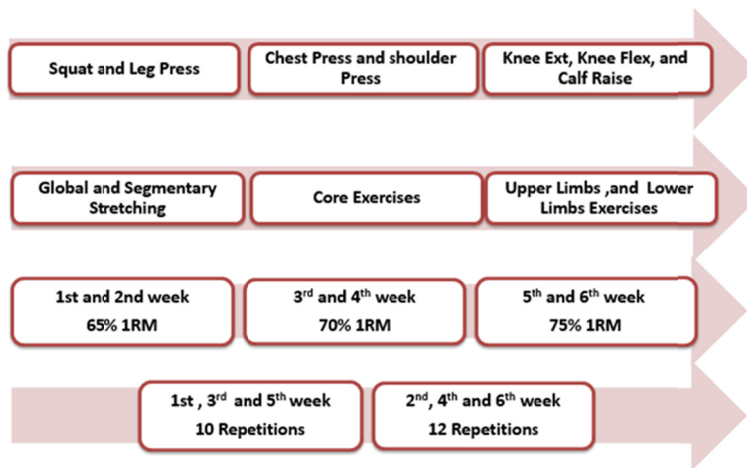 Squat and Leg Press
Chest Press and shoulder
Press
Knee Ext, Knee Flex, and
Calf Raise
Global and Segmentary
Stretching
Core Exercises
Upper Limbs ,and Lower
Limbs Exercises
1st and 2nd week
65% 1RM
3rd and 4th week
70% 1RM
5th and 6th week
75% 1RM
1st , 3rd and 5th week
10 Repetitions
2nd, 4th and 6th week
12 Repetitions